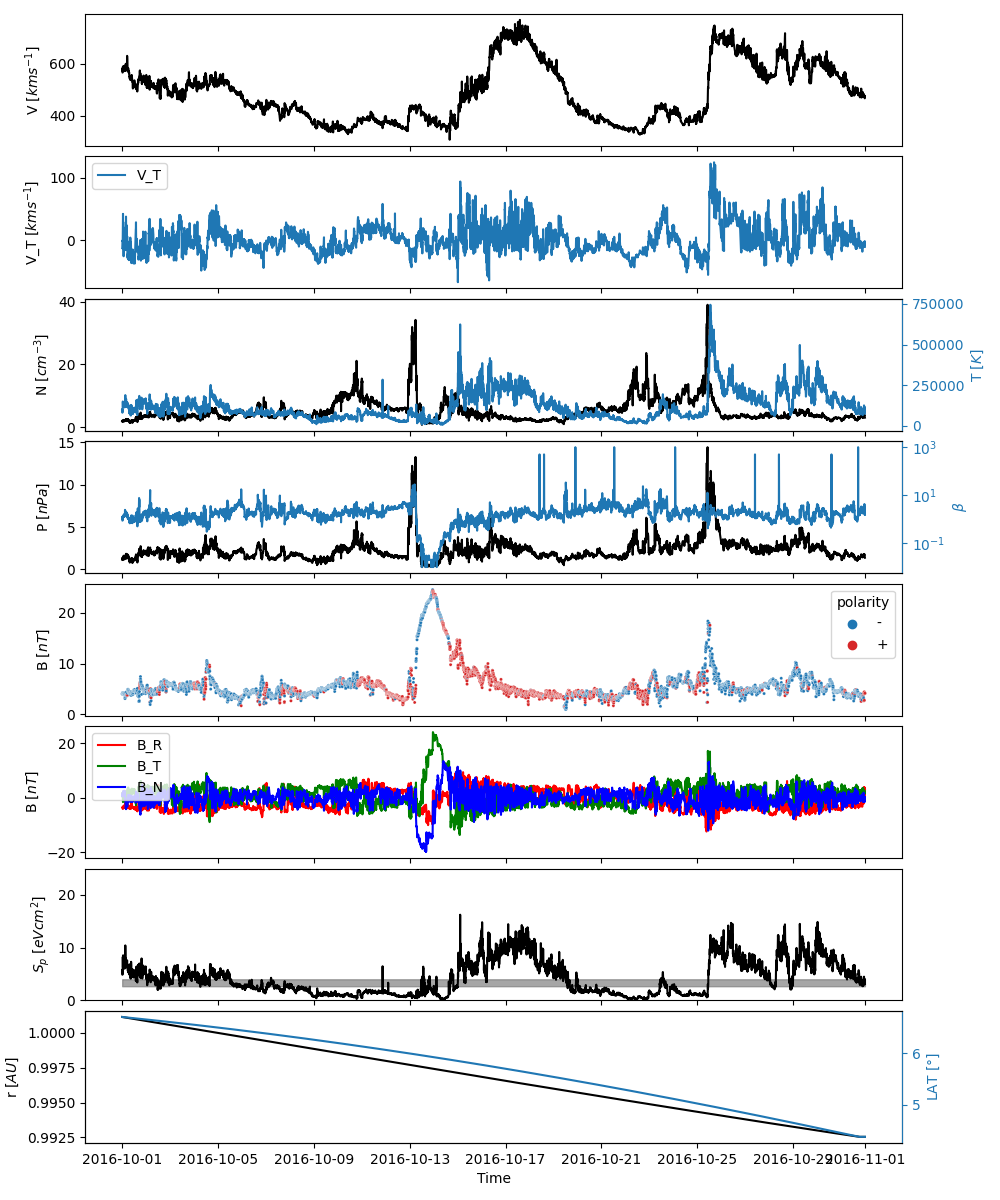 V [kms⁻¹]
600
400
V_T [kms⁻¹]
100
0
V_T
N [cm⁻³]
40
20
0
750000
500000
250000
0
T [K]
P [nPa]
15
10
5
0
10³
10¹
10⁻¹
β
B [nT]
20
10
0
polarity
-
+
B [nT]
20
0
−20
B_R
B_T
B_N
Sₚ [eVcm²]
20
10
0
r [AU]
1.0000
0.9975
0.9950
0.9925
6
5
LAT [°]
2016-10-01 2016-10-05 2016-10-09 2016-10-13 2016-10-17 2016-10-21 2016-10-25 2016-10-29 2016-11-01
Time